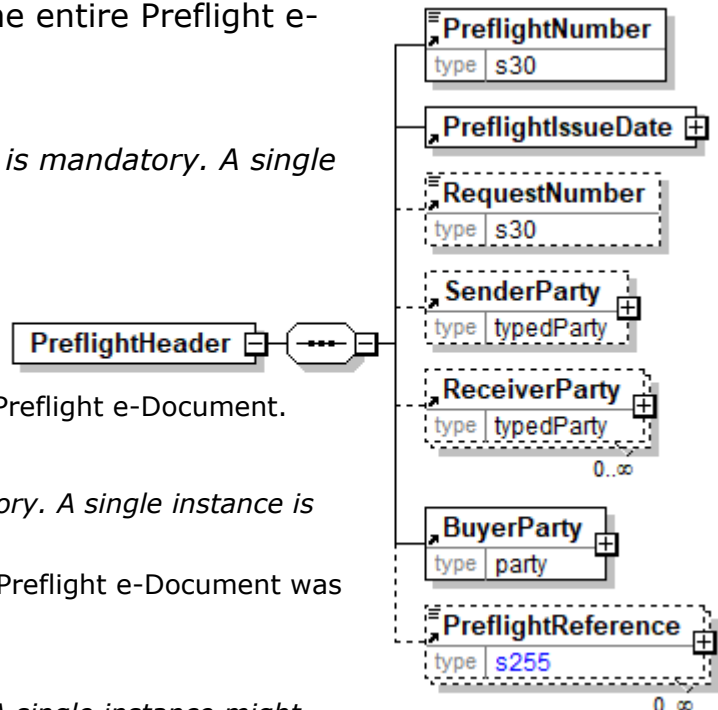 ne entire Preflight e-
is mandatory. A single
Preflight e-Document.
ory. A single instance is
Preflight e-Document was
A single instance might
PreflightHeader
PreflightNumber
type s30
PreflightIssueDate
RequestNumber
type s30
SenderParty
type typedParty
ReceiverParty
type typedParty
0..∞
BuyerParty
type party
PreflightReference
type s255
0..∞